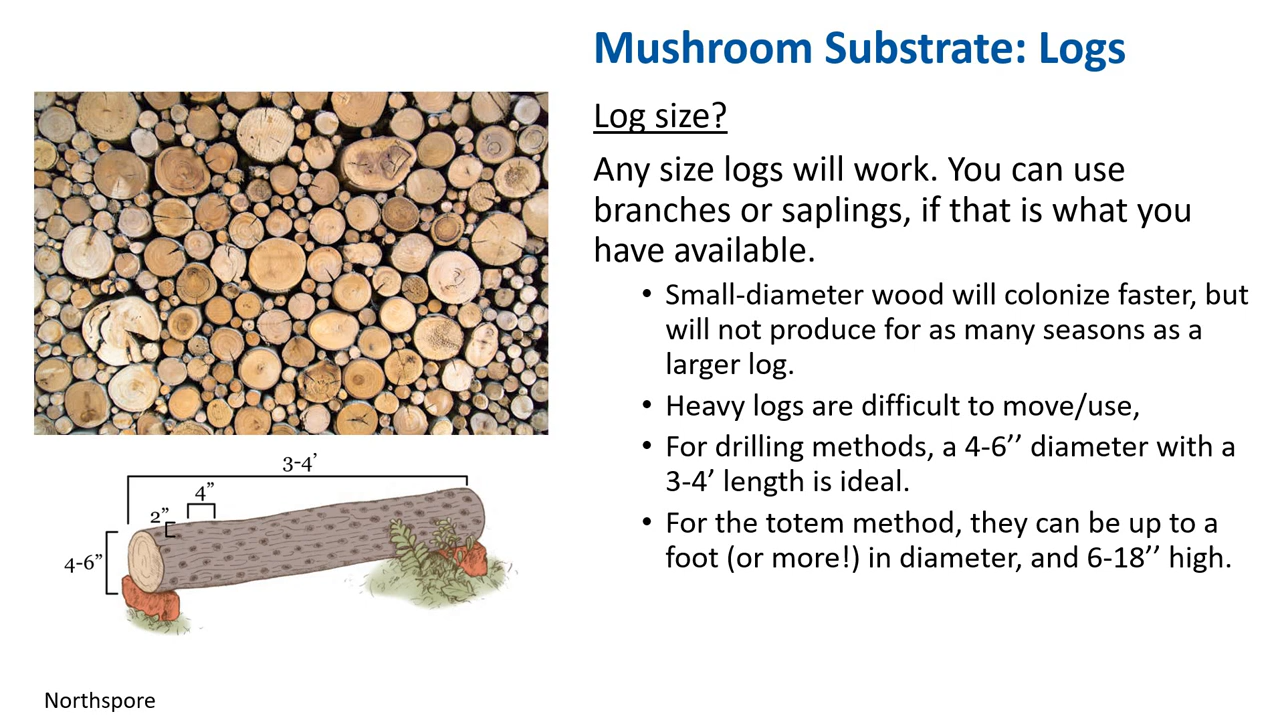 Mushroom Substrate: Logs
Log size?
Any size logs will work. You can use
branches or saplings, if that is what you
have available.
• Small-diameter wood will colonize faster, but
will not produce for as many seasons as a
larger log.
• Heavy logs are difficult to move/use,
• For drilling methods, a 4-6’’ diameter with a
3-4’ length is ideal.
• For the totem method, they can be up to a
foot (or more!) in diameter, and 6-18’’ high.
3-4’
4”
2”
4-6”
Northspore